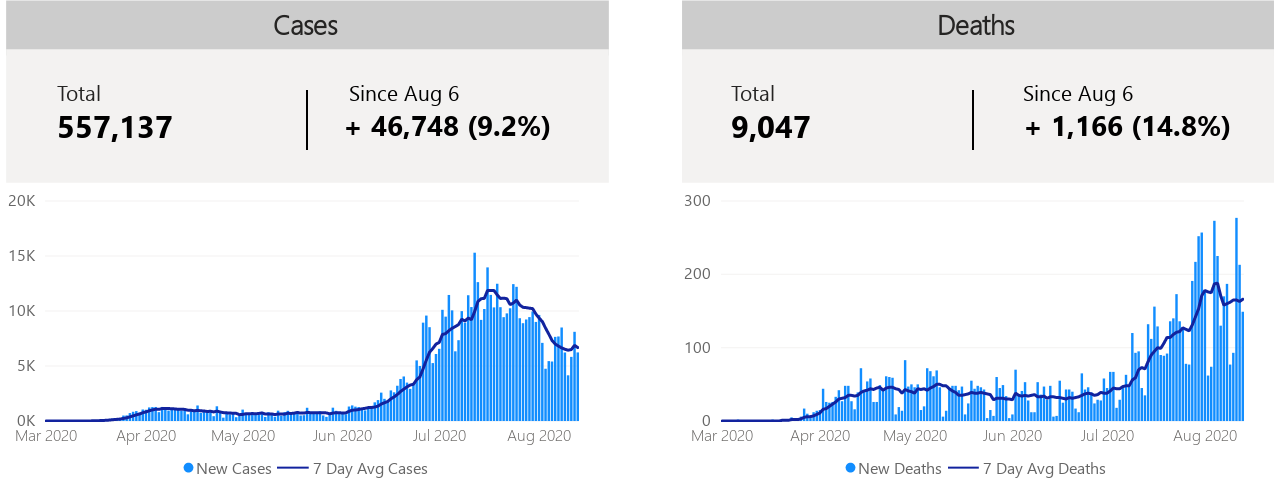 Cases
Total
557,137
Since Aug 6
+ 46,748 (9.2%)
20K
15K
10K
5K
0K
Mar 2020 Apr 2020 May 2020 Jun 2020 Jul 2020 Aug 2020
New Cases 7 Day Avg Cases
Deaths
Total
9,047
Since Aug 6
+ 1,166 (14.8%)
300
200
100
0
Mar 2020 Apr 2020 May 2020 Jun 2020 Jul 2020 Aug 2020
New Deaths 7 Day Avg Deaths